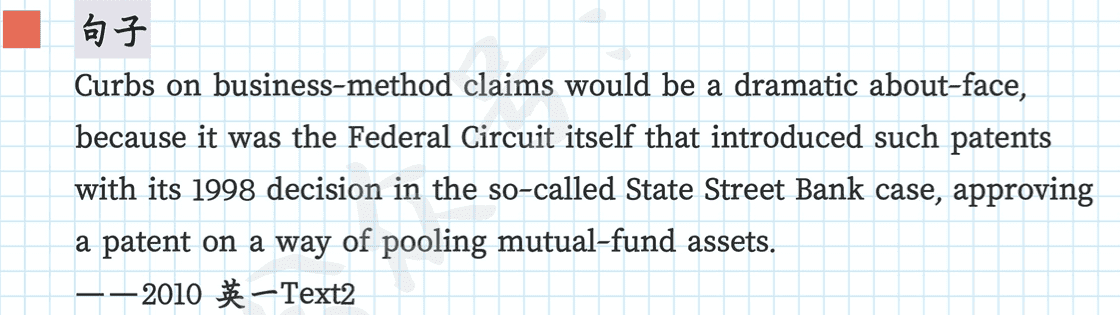 句子
Curbs on business-method claims would be a dramatic about-face,
because it was the Federal Circuit itself that introduced such patents
with its 1998 decision in the so-called State Street Bank case, approving
a patent on a way of pooling mutual-fund assets.
——2010 英一Text2